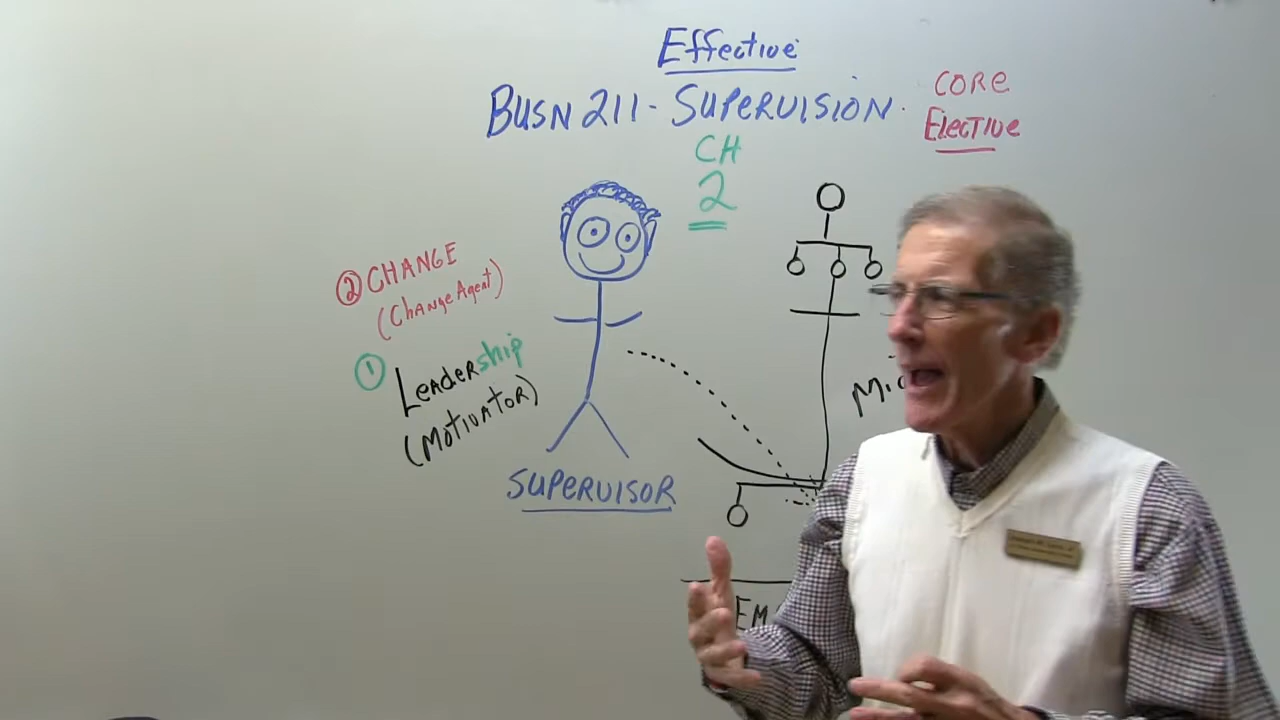 Effective
BUSN 211 - SUPERVISION.
CORE
ELECTIVE
CH
2
② CHANGE
(Change Agent)
① LEADERship
(MOTIVATOR)
SUPERVISOR